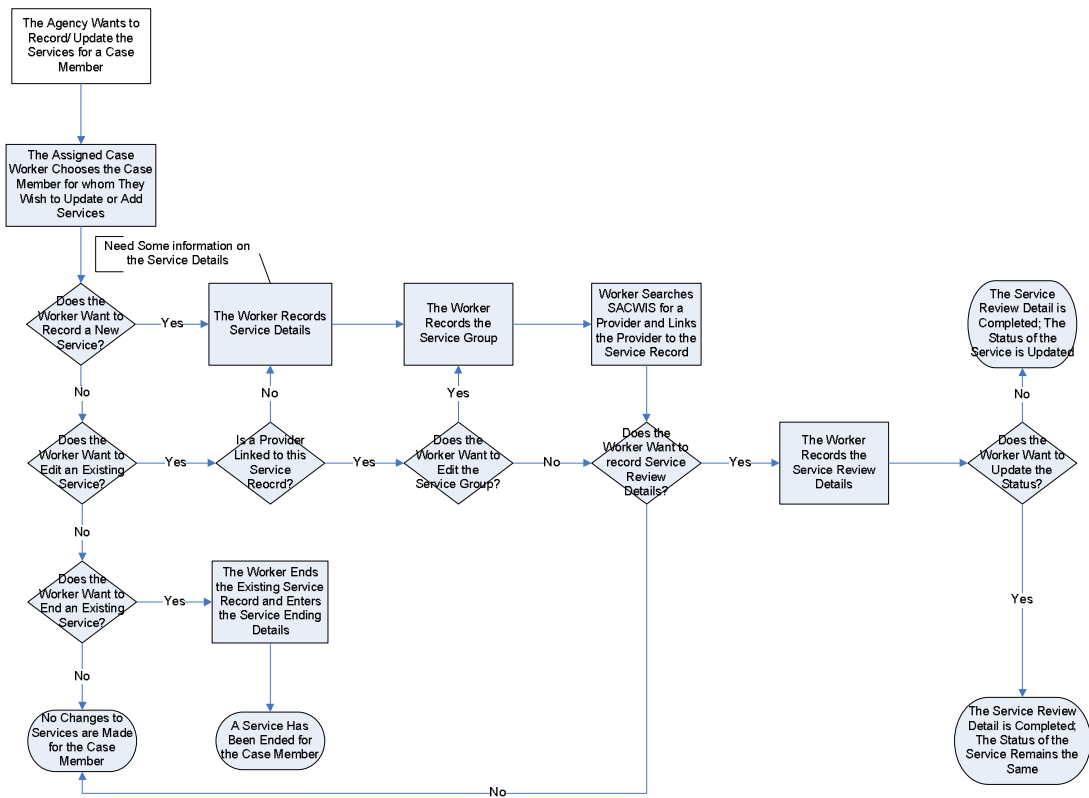 The Agency Wants to
Record/ Update the
Services for a Case
Member
The Assigned Case
Worker Chooses the Case
Member for whom They
Wish to Update or Add
Services
Need Some information on
the Service Details
Does the
Worker Want to
Record a New
Service?
Yes
The Worker Records
Service Details
The Worker
Records the
Service Group
Worker Searches
SACWIS for a
Provider and Links
the Provider to the
Service Record
The Service
Review Detail is
Completed; The
Status of the
Service is Updated
No
No
Yes
No
Does the
Worker Want to
Edit an Existing
Service?
Yes
Is a Provider
Linked to this
Service
Reocrd?
Yes
Does the
Worker Want to
Edit the
Service Group?
No
Does the
Worker Want to
record Service
Review
Details?
Yes
The Worker
Records the
Service Review
Details
Does the
Worker Want to
Update the
Status?
No
Does the
Worker Want to
End an Existing
Service?
Yes
The Worker Ends
the Existing Service
Record and Enters
the Service Ending
Details
Yes
No
No Changes to
Services are Made
for the Case
Member
A Service Has
Been Ended for
the Case Member
The Service Review
Detail is Completed;
The Status of the
Service Remains the
Same
No